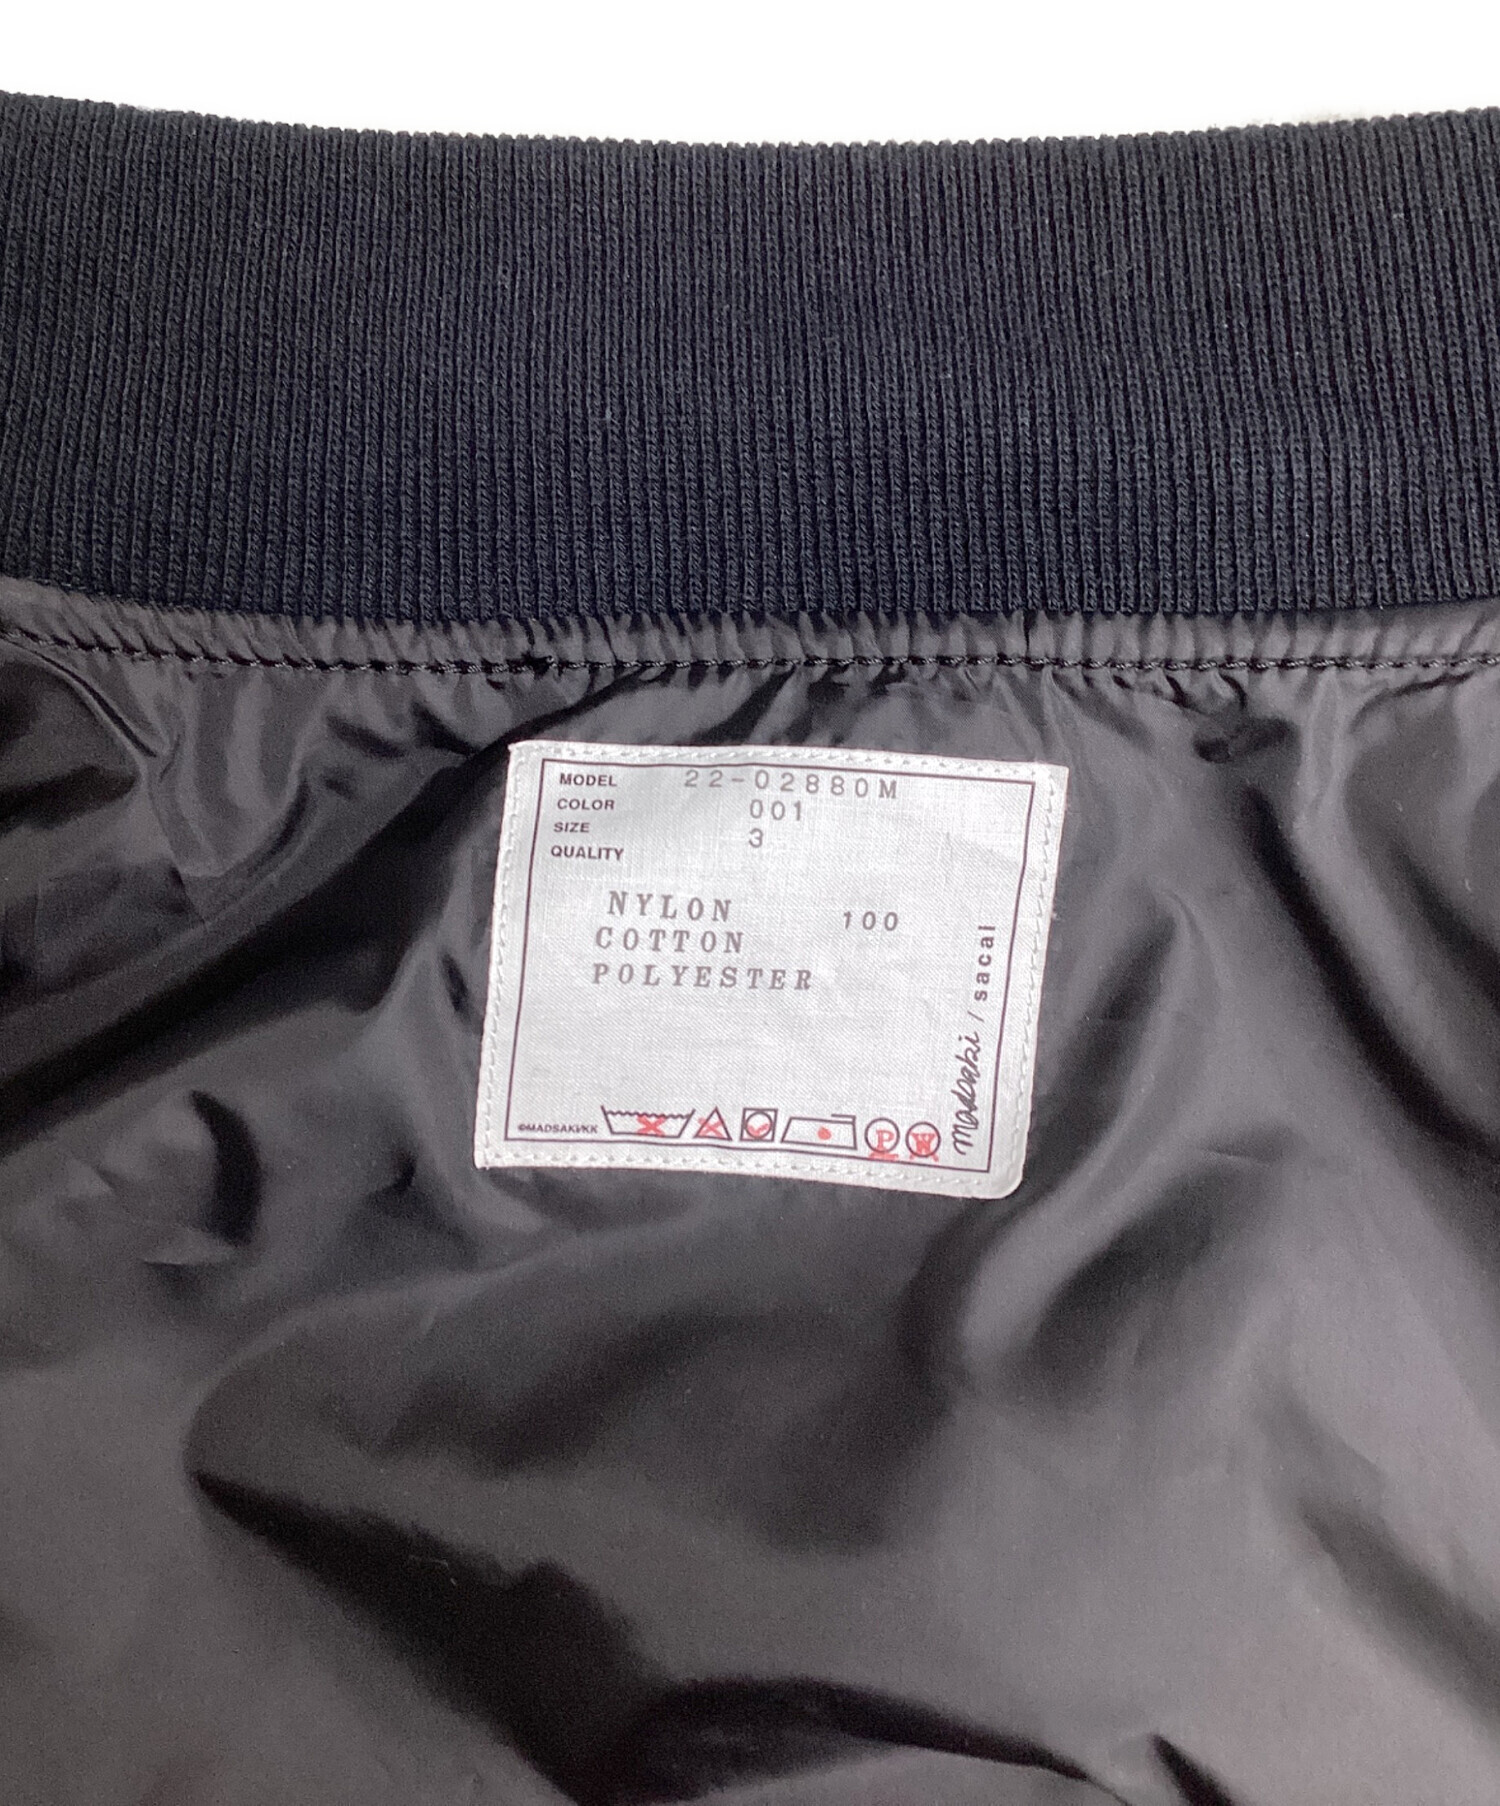 MODEL 22-02880M
COLOR 001
SIZE 3
QUALITY
NYLON 100
COTTON
POLYESTER
madsaki / sacai
©MADSAKI/KK
P W